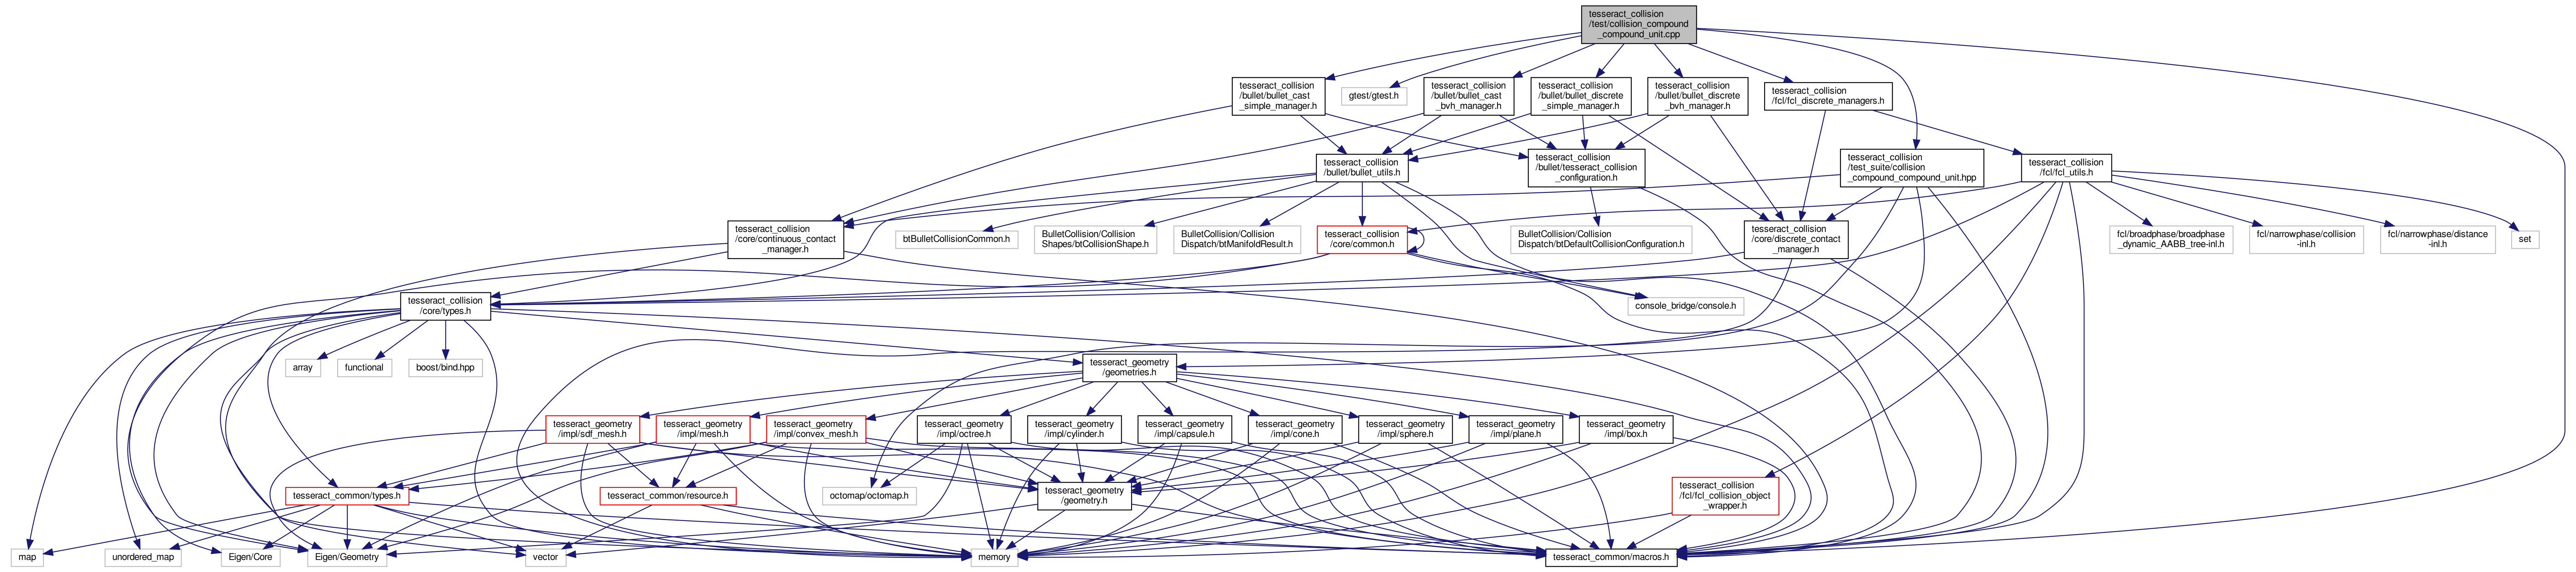 tesseract_collision
/test/collision_compound
_compound_unit.cpp
tesseract_collision
/bullet/bullet_cast
_simple_manager.h
gtest/gtest.h
tesseract_collision
/bullet/bullet_cast
_bvh_manager.h
tesseract_collision
/bullet/bullet_discrete
_simple_manager.h
tesseract_collision
/bullet/bullet_discrete
_bvh_manager.h
tesseract_collision
/fcl/fcl_discrete_managers.h
tesseract_collision
/bullet/bullet_utils.h
tesseract_collision
/bullet/tesseract_collision
_configuration.h
tesseract_collision
/test_suite/collision
_compound_compound_unit.hpp
tesseract_collision
/fcl/fcl_utils.h
tesseract_collision
/core/continuous_contact
_manager.h
btBulletCollisionCommon.h
BulletCollision/Collision
Shapes/btCollisionShape.h
BulletCollision/Collision
Dispatch/btManifoldResult.h
tesseract_collision
/core/common.h
BulletCollision/Collision
Dispatch/btDefaultCollisionConfiguration.h
tesseract_collision
/core/discrete_contact
_manager.h
fcl/broadphase/broadphase
_dynamic_AABB_tree-inl.h
fcl/narrowphase/collision
-inl.h
fcl/narrowphase/distance
-inl.h
set
tesseract_collision
/core/types.h
console_bridge/console.h
array
functional
boost/bind.hpp
tesseract_geometry
/geometries.h
tesseract_geometry
/impl/sdf_mesh.h
tesseract_geometry
/impl/mesh.h
tesseract_geometry
/impl/convex_mesh.h
tesseract_geometry
/impl/octree.h
tesseract_geometry
/impl/cylinder.h
tesseract_geometry
/impl/capsule.h
tesseract_geometry
/impl/cone.h
tesseract_geometry
/impl/sphere.h
tesseract_geometry
/impl/plane.h
tesseract_geometry
/impl/box.h
tesseract_common/types.h
tesseract_common/resource.h
octomap/octomap.h
tesseract_geometry
/geometry.h
tesseract_collision
/fcl/fcl_collision_object
_wrapper.h
map
unordered_map
Eigen/Core
Eigen/Geometry
vector
memory
tesseract_common/macros.h